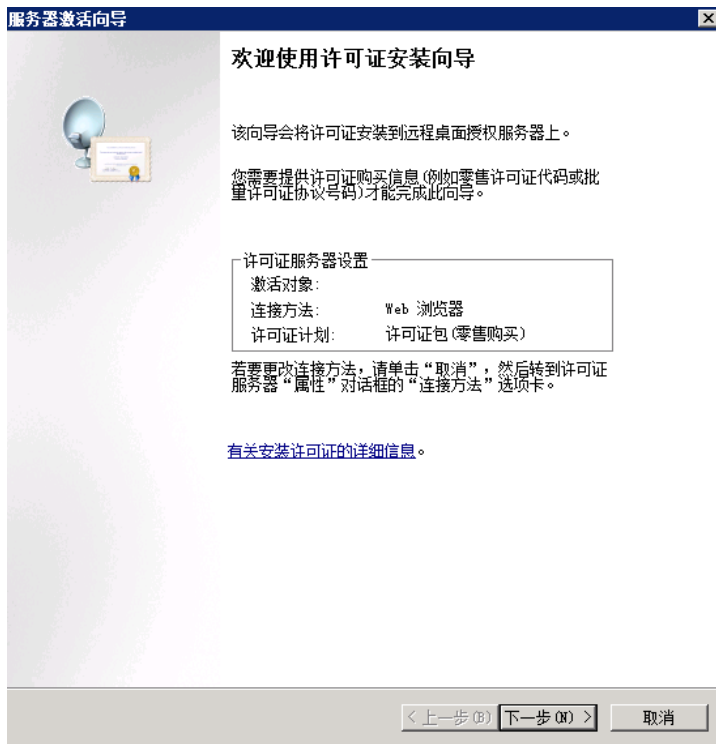 服务器激活向导
欢迎使用许可证安装向导
该向导会将许可证安装到远程桌面授权服务器上。
您需要提供许可证购买信息(例如零售许可证代码或批
量许可证协议号码)才能完成此向导。
许可证服务器设置
激活对象:
连接方法: Web 浏览器
许可证计划: 许可证包(零售购买)
若要更改连接方法，请单击“取消”，然后转到许可证
服务器“属性”对话框的“连接方法”选项卡。
有关安装许可证的详细信息。
< 上一步(B) 下一步(N) > 取消